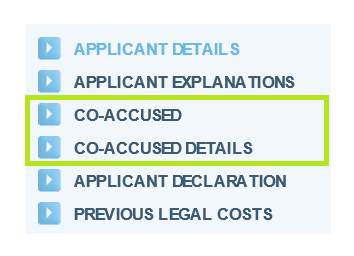 APPLICANT DETAILS
APPLICANT EXPLANATIONS
CO-ACCUSED
CO-ACCUSED DETAILS
APPLICANT DECLARATION
PREVIOUS LEGAL COSTS